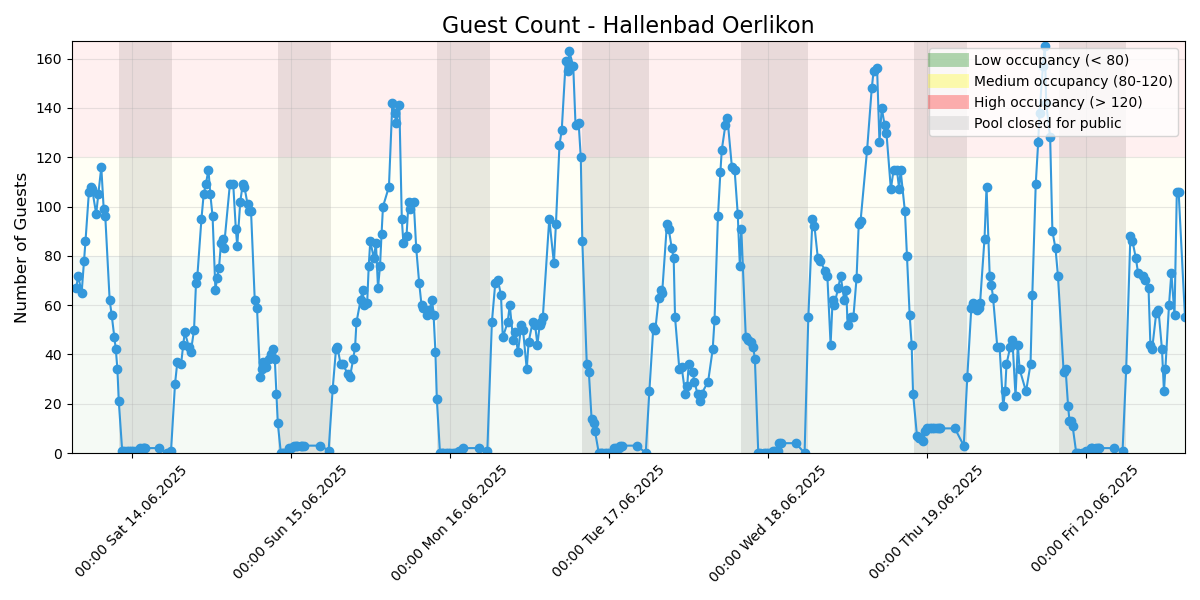 Guest Count - Hallenbad Oerlikon
Number of Guests
160
140
120
100
80
60
40
20
0
Low occupancy (< 80)
Medium occupancy (80-120)
High occupancy (> 120)
Pool closed for public
00:00 Sat 14.06.2025
00:00 Sun 15.06.2025
00:00 Mon 16.06.2025
00:00 Tue 17.06.2025
00:00 Wed 18.06.2025
00:00 Thu 19.06.2025
00:00 Fri 20.06.2025